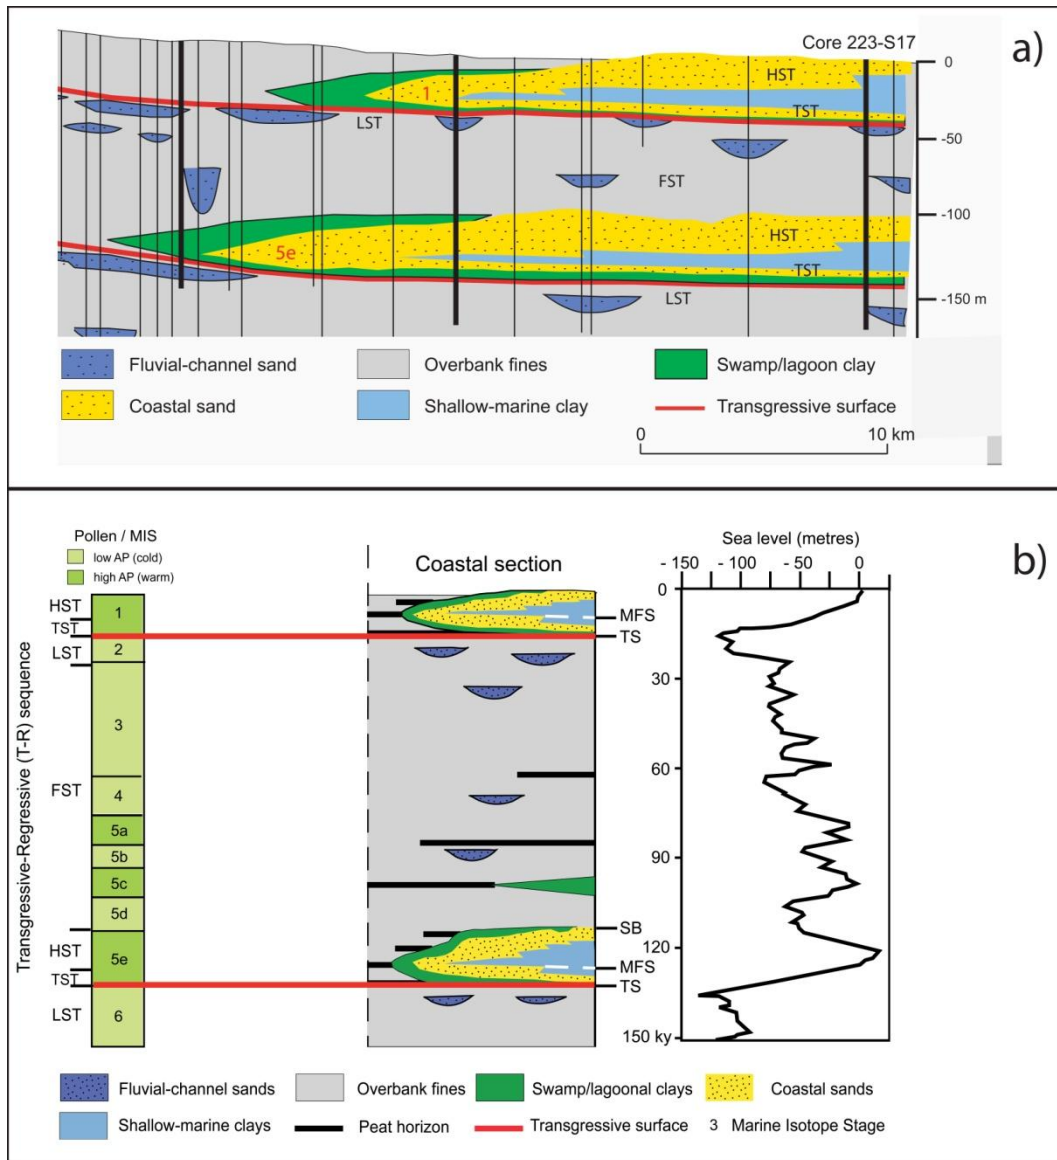 Core 223-S17
a)
0
HST
1
TST
LST
-50
FST
-100
HST
5e
TST
LST
-150 m
Fluvial-channel sand
Overbank fines
Swamp/lagoon clay
Coastal sand
Shallow-marine clay
Transgressive surface
0
10 km
b)
Pollen / MIS
low AP (cold)
high AP (warm)
Coastal section
Sea level (metres)
- 150
- 100
- 50
0
Transgressive-Regressive (T-R) sequence
HST
TST
LST
FST
HST
TST
LST
1
2
3
4
5a
5b
5c
5d
5e
6
MFS
TS
SB
MFS
TS
0
30
60
90
120
150 ky
Fluvial-channel sands
Overbank fines
Swamp/lagoonal clays
Coastal sands
Shallow-marine clays
Peat horizon
Transgressive surface
3 Marine Isotope Stage